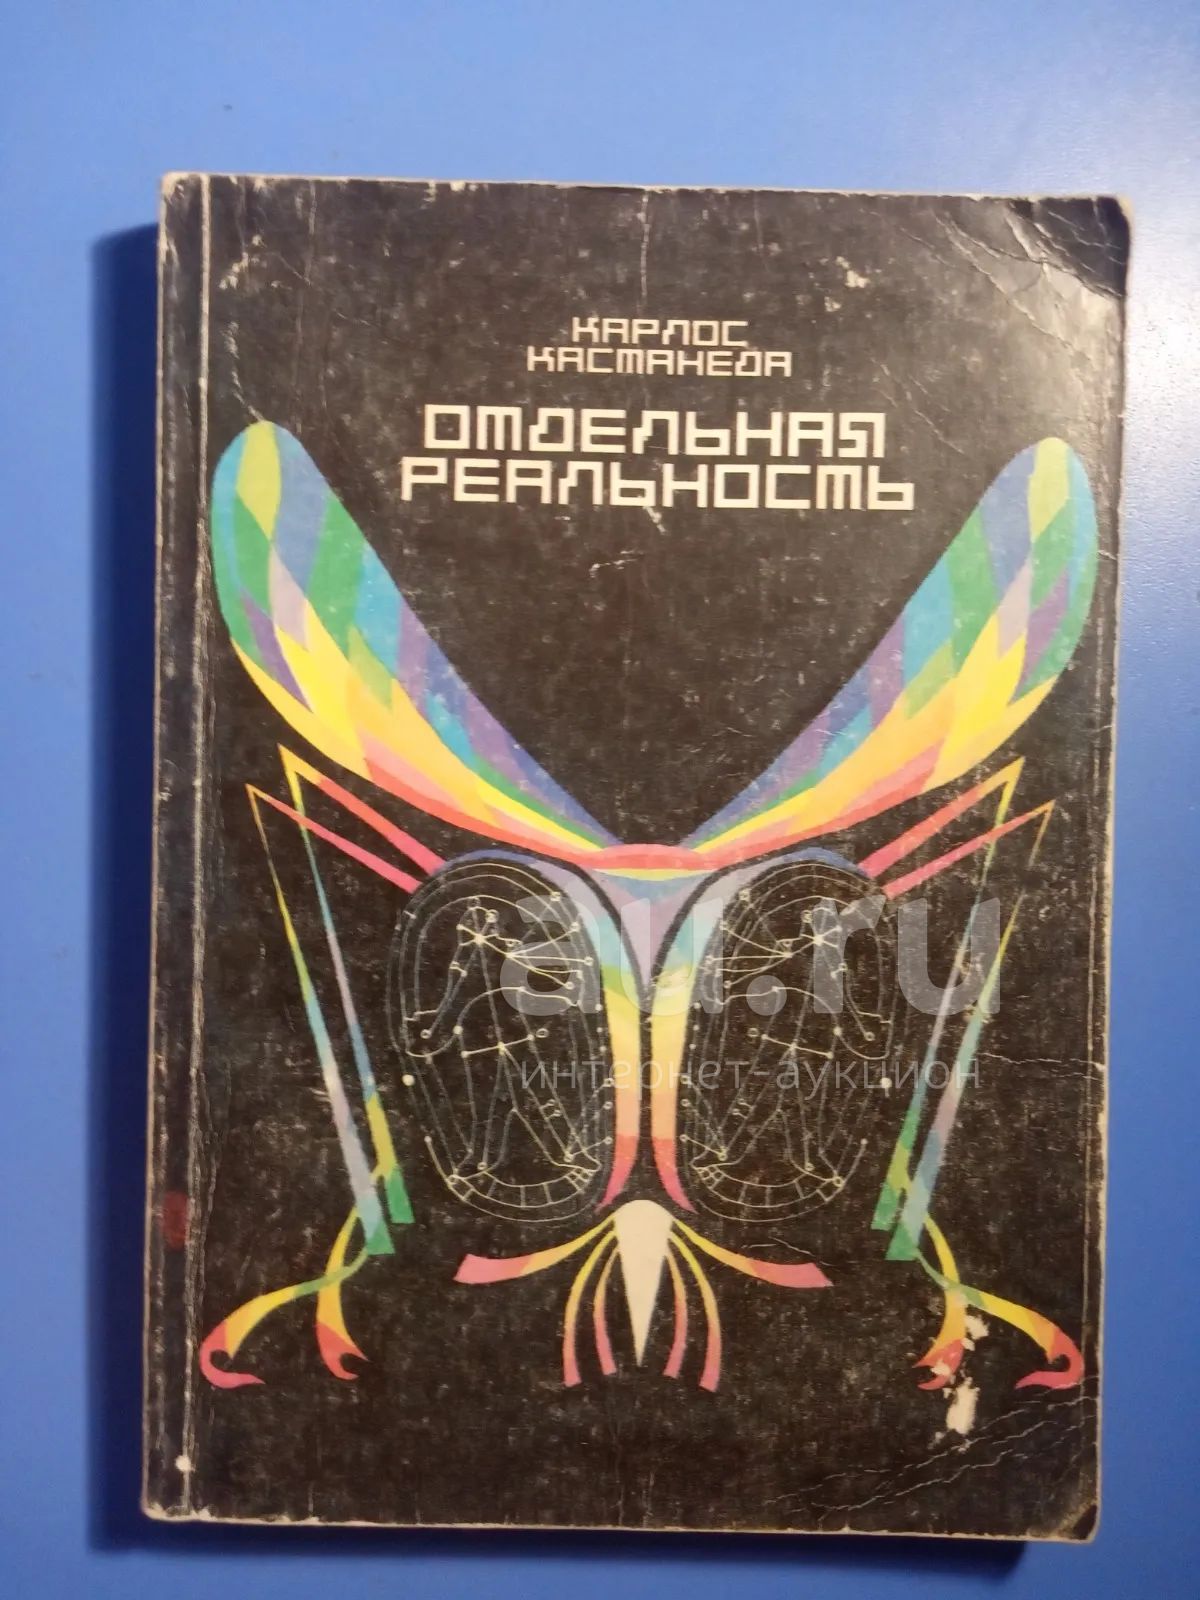 КАРЛОС
КАСТАНЕДА
ОТДЕЛЬНАЯ
РЕАЛЬНОСТЬ
au.ru
интернет-аукцион